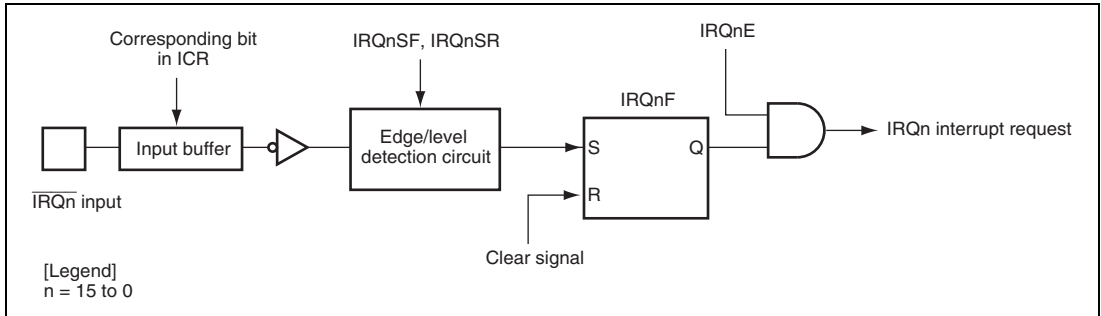 Corresponding bit
in ICR
IRQnSF, IRQnSR
IRQnE
IRQnF
Input buffer
Edge/level
detection circuit
S
Q
IRQn interrupt request
R
I̅R̅Q̅n̅ input
Clear signal
[Legend]
n = 15 to 0